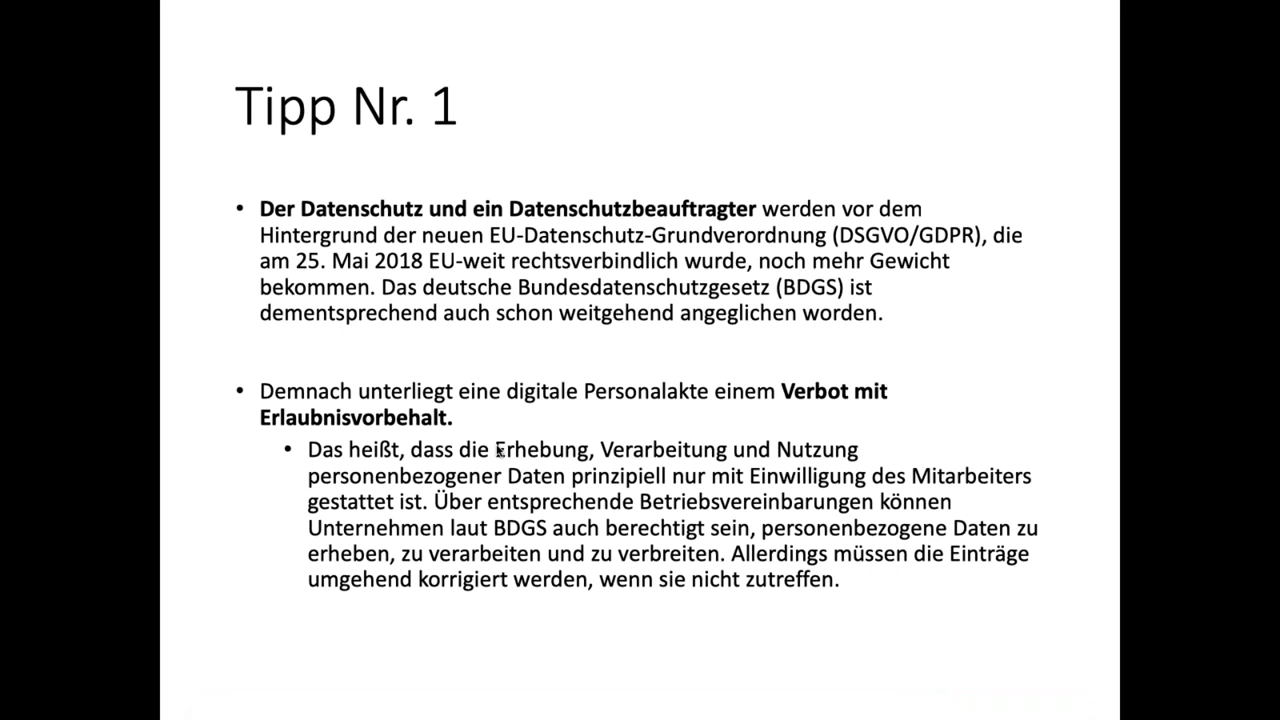 Tipp Nr. 1
• Der Datenschutz und ein Datenschutzbeauftragter werden vor dem
Hintergrund der neuen EU-Datenschutz-Grundverordnung (DSGVO/GDPR), die
am 25. Mai 2018 EU-weit rechtsverbindlich wurde, noch mehr Gewicht
bekommen. Das deutsche Bundesdatenschutzgesetz (BDGS) ist
dementsprechend auch schon weitgehend angeglichen worden.
• Demnach unterliegt eine digitale Personalakte einem Verbot mit
Erlaubnisvorbehalt.
• Das heißt, dass die Erhebung, Verarbeitung und Nutzung
personenbezogener Daten prinzipiell nur mit Einwilligung des Mitarbeiters
gestattet ist. Über entsprechende Betriebsvereinbarungen können
Unternehmen laut BDGS auch berechtigt sein, personenbezogene Daten zu
erheben, zu verarbeiten und zu verbreiten. Allerdings müssen die Einträge
umgehend korrigiert werden, wenn sie nicht zutreffen.